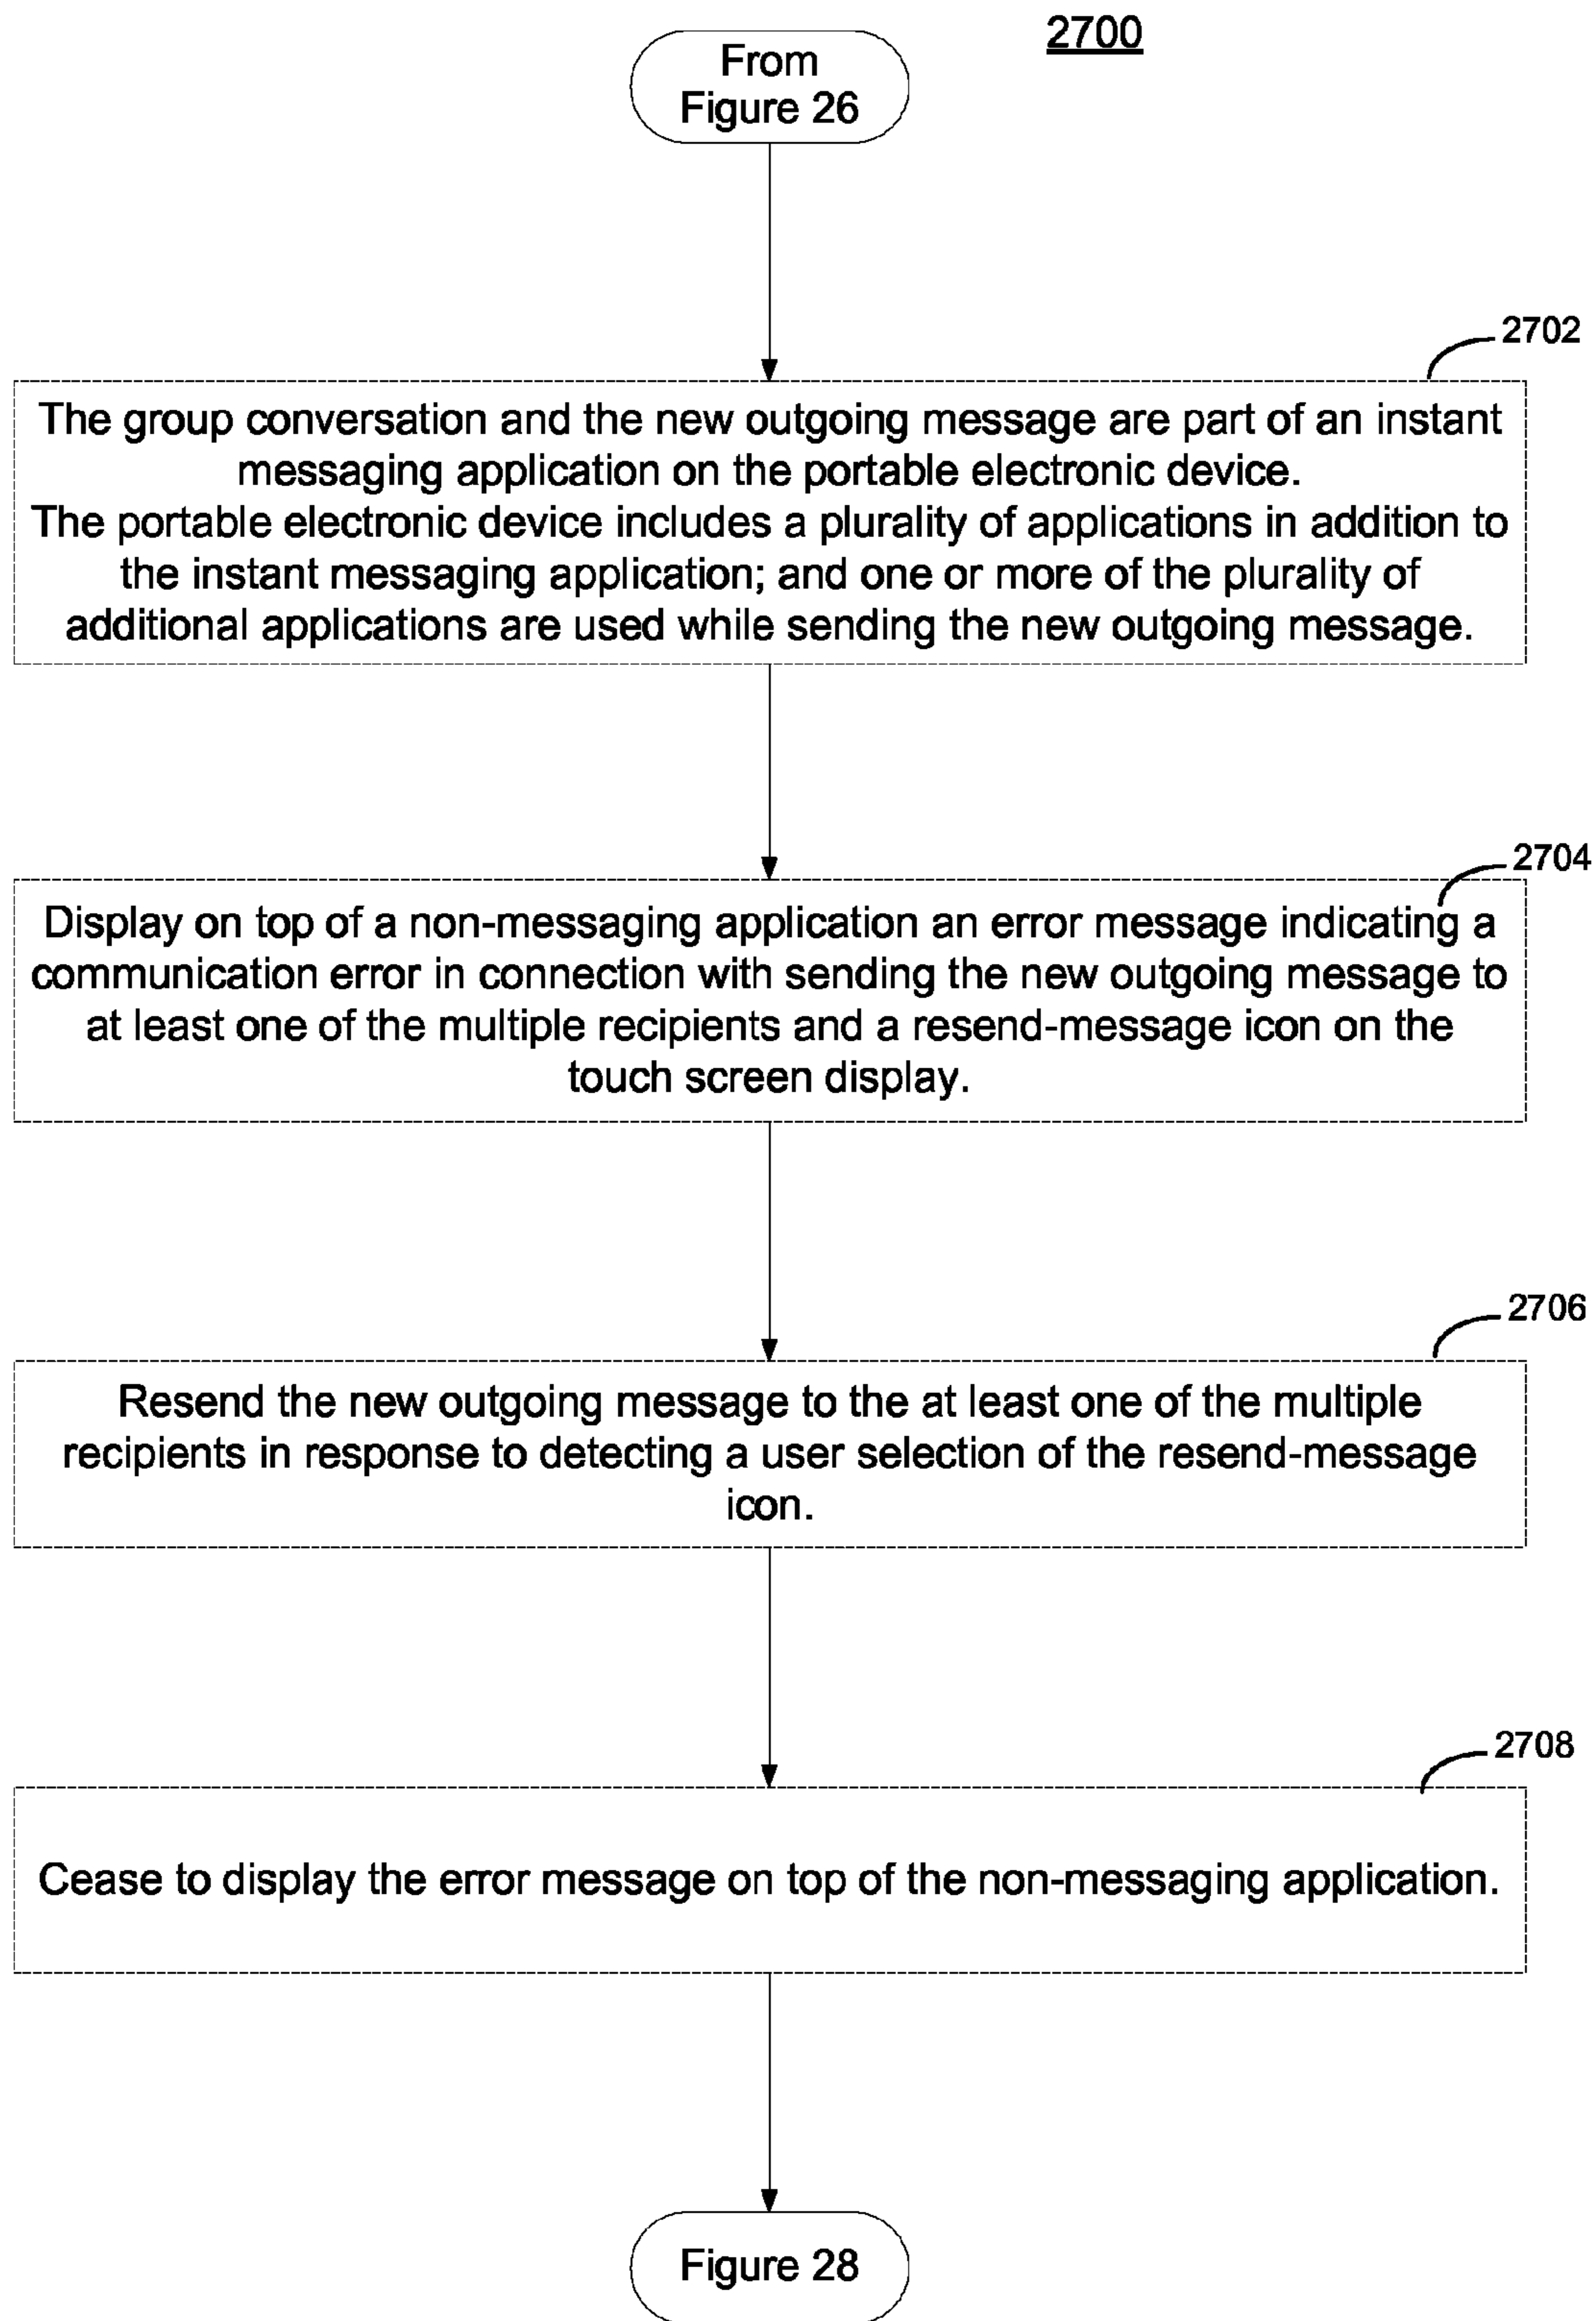 2700
From
Figure 26
2702
The group conversation and the new outgoing message are part of an instant
messaging application on the portable electronic device.
The portable electronic device includes a plurality of applications in addition to
the instant messaging application; and one or more of the plurality of
additional applications are used while sending the new outgoing message.
2704
Display on top of a non-messaging application an error message indicating a
communication error in connection with sending the new outgoing message to
at least one of the multiple recipients and a resend-message icon on the
touch screen display.
2706
Resend the new outgoing message to the at least one of the multiple
recipients in response to detecting a user selection of the resend-message
icon.
2708
Cease to display the error message on top of the non-messaging application.
Figure 28